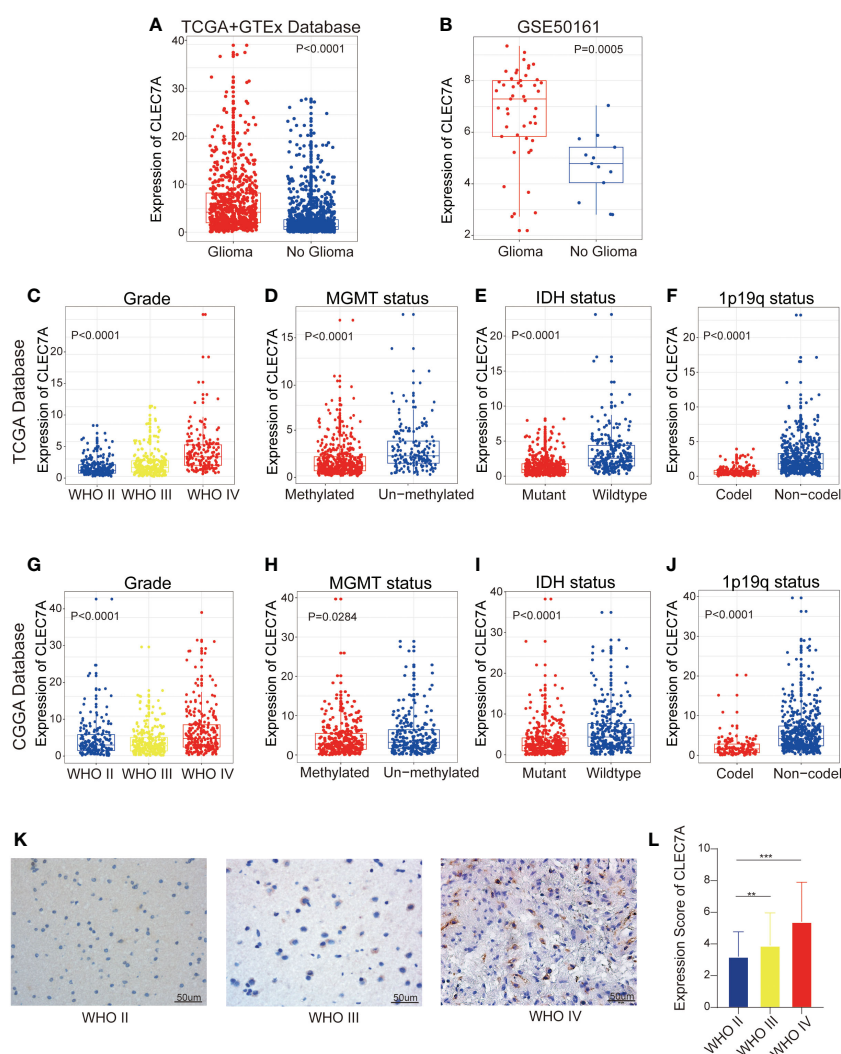 A
TCGA+GTEx Database
P<0.0001
Expression of CLEC7A
40
30
20
10
0
Glioma No Glioma
B
GSE50161
P=0.0005
Expression of CLEC7A
8
6
4
2
Glioma No Glioma
TCGA Database
C
Grade
P<0.0001
Expression of CLEC7A
20
15
10
5
0
WHO II WHO III WHO IV
D
MGMT status
P<0.0001
Expression of CLEC7A
15
10
5
0
Methylated Un-methylated
E
IDH status
P<0.0001
Expression of CLEC7A
20
15
10
5
0
Mutant Wildtype
F
1p19q status
P<0.0001
Expression of CLEC7A
20
15
10
5
0
Codel Non-codel
CGGA Database
G
Grade
P<0.0001
Expression of CLEC7A
40
30
20
10
0
WHO II WHO III WHO IV
H
MGMT status
P=0.0284
Expression of CLEC7A
40
30
20
10
0
Methylated Un-methylated
I
IDH status
P<0.0001
Expression of CLEC7A
40
30
20
10
0
Mutant Wildtype
J
1p19q status
P<0.0001
Expression of CLEC7A
40
30
20
10
0
Codel Non-codel
K
50um
WHO II
50um
WHO III
50um
WHO IV
L
Expression Score of CLEC7A
10
8
6
4
2
0
***
**
WHO II
WHO III
WHO IV